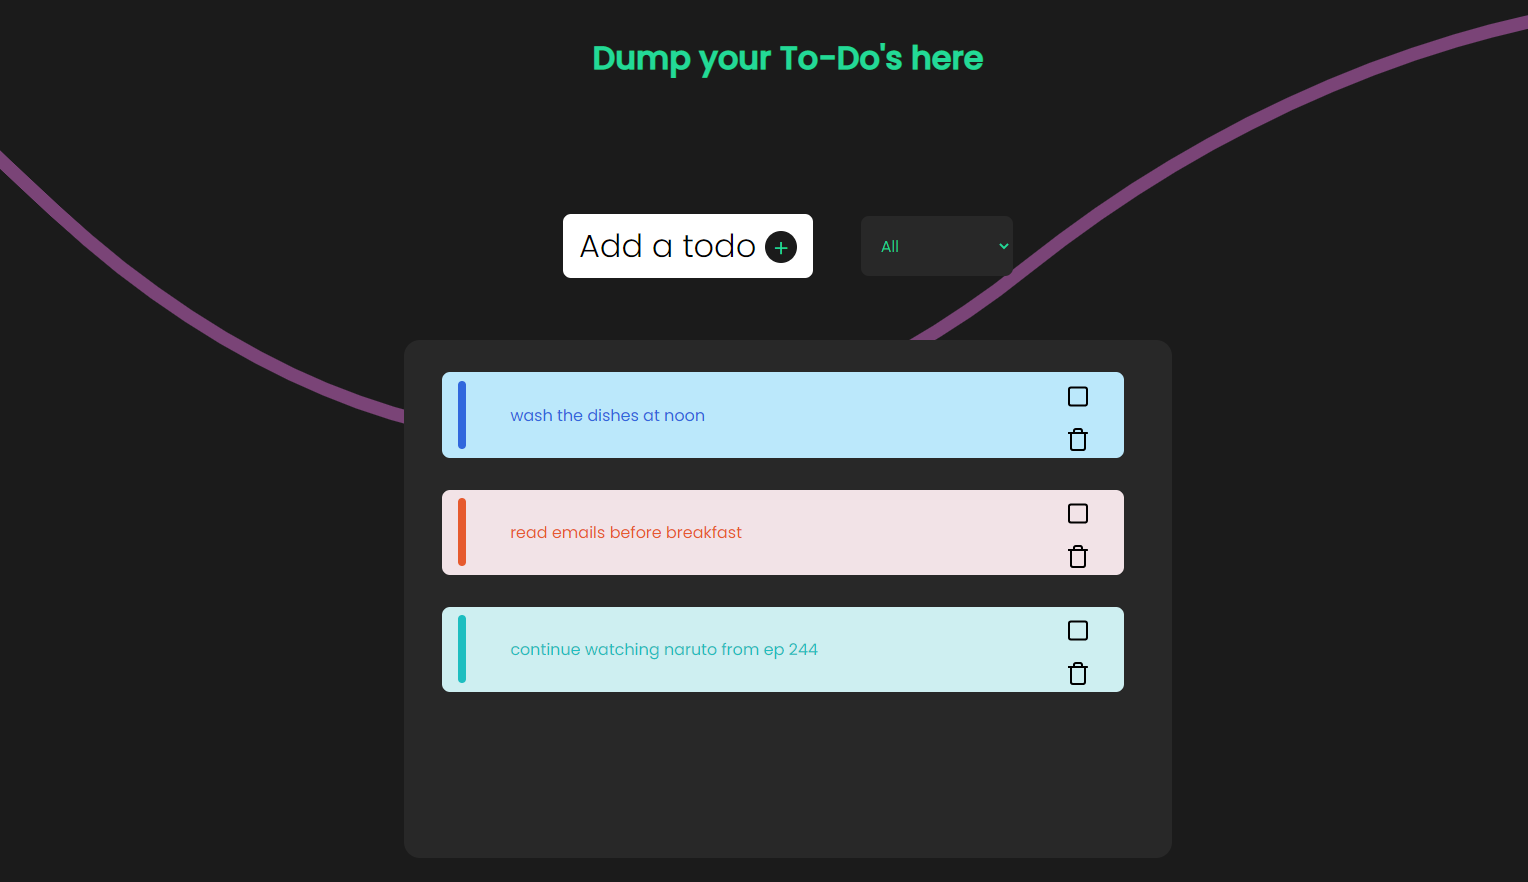 Dump your To-Do's here
Add a todo +
All
wash the dishes at noon
read emails before breakfast
continue watching naruto from ep 244